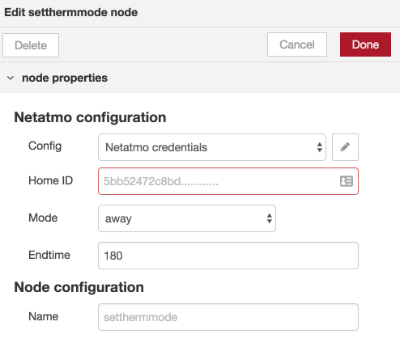 Edit setthermmode node
Delete Cancel Done
node properties
Netatmo configuration
Config Netatmo credentials
Home ID 5bb52472c8bd...........
Mode away
Endtime 180
Node configuration
Name setthermmode